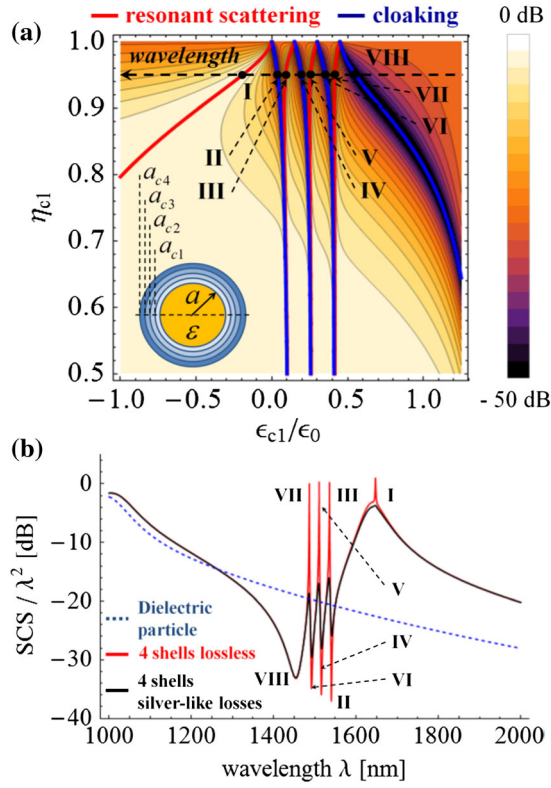 resonant scattering cloaking
0 dB
(a)
1.0
0.9
0.8
0.7
0.6
0.5
η_c1
wavelength
I
II
III
VIII
VII
VI
V
IV
a_c4
a_c3
a_c2
a_c1
a
ε
−1.0 −0.5 0.0 0.5 1.0
ϵ_c1/ϵ_0
- 50 dB
(b)
0
−10
−20
−30
−40
SCS / λ² [dB]
VII
III
I
V
IV
VI
VIII
II
Dielectric
particle
4 shells lossless
4 shells
silver-like losses
1000 1200 1400 1600 1800 2000
wavelength λ [nm]